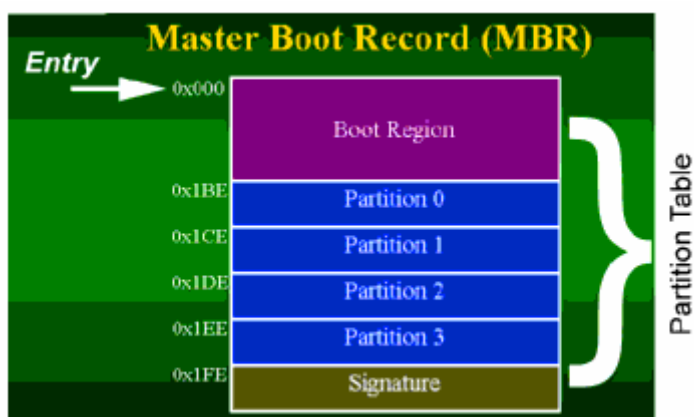 Master Boot Record (MBR)
Entry
0x000
Boot Region
0x1BE
Partition 0
0x1CE
Partition 1
0x1DE
Partition 2
0x1EE
Partition 3
0x1FE
Signature
Partition Table